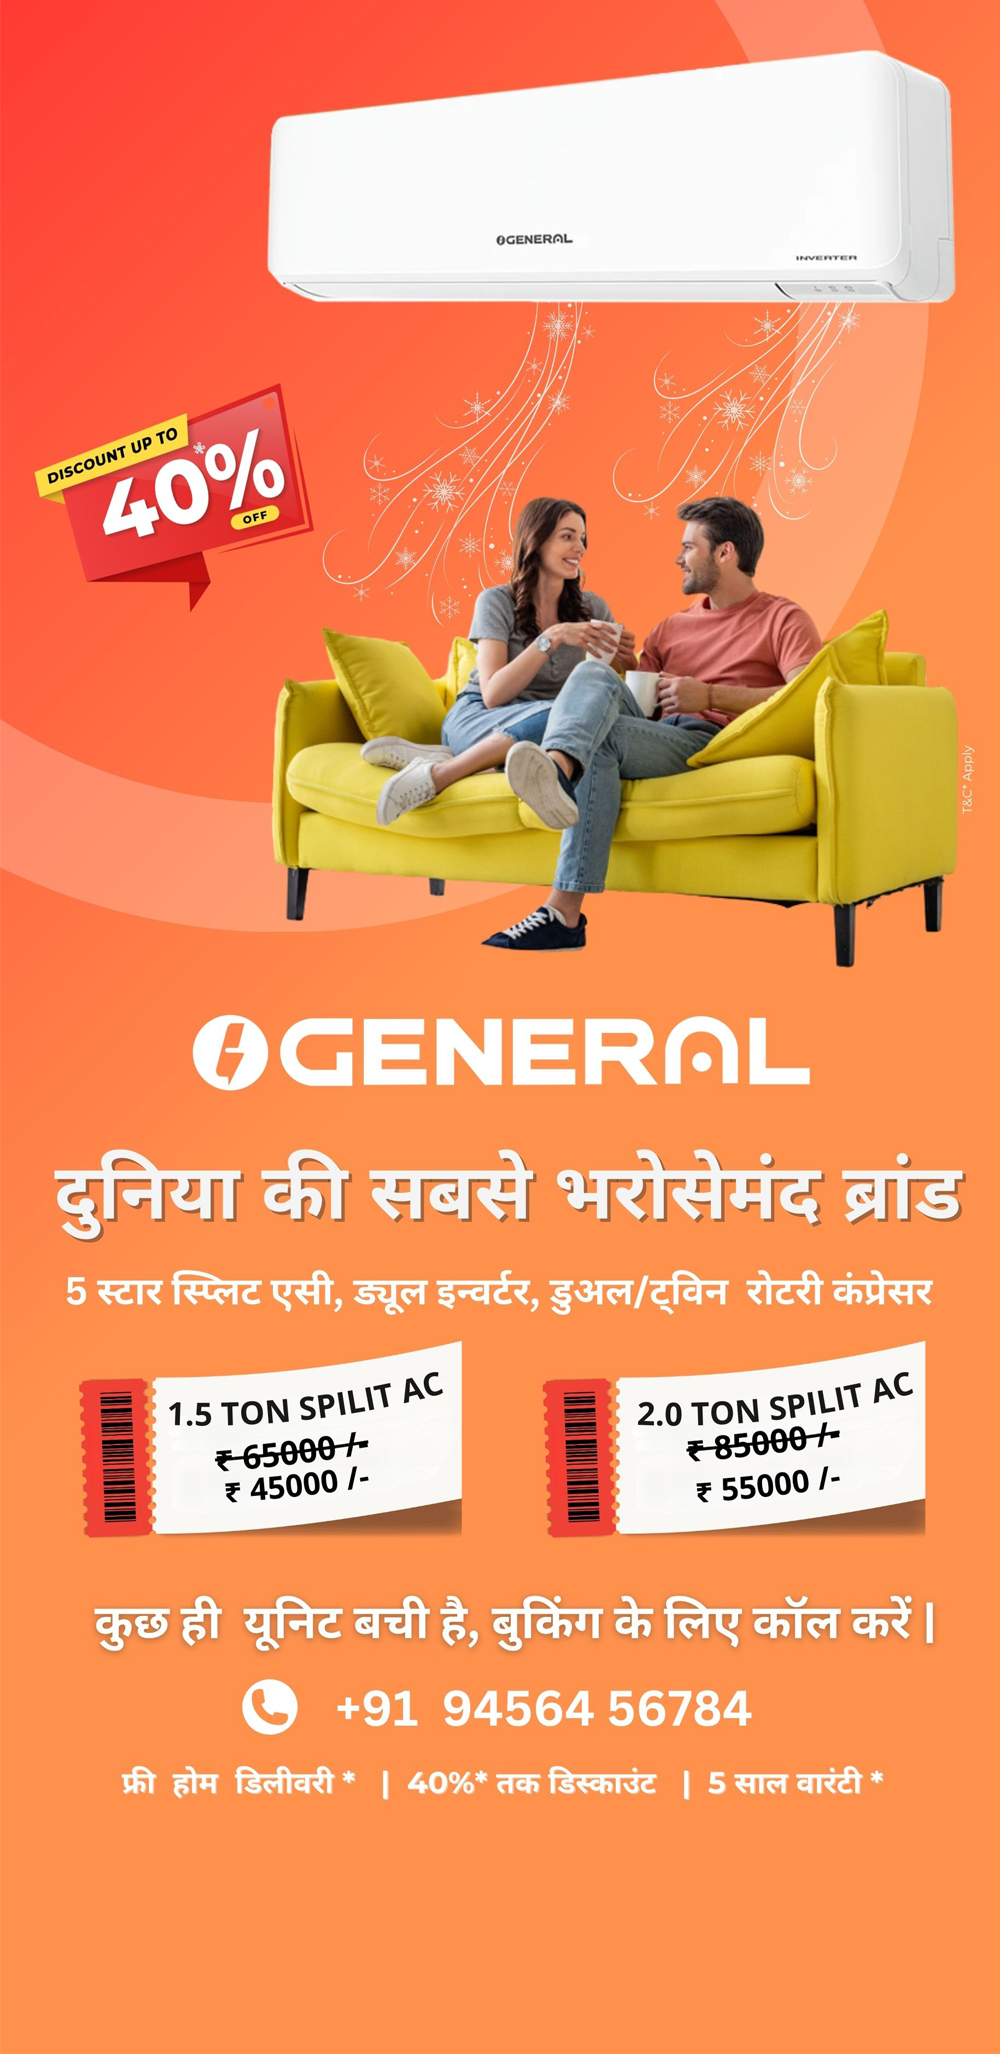 GENERAL
INVERTER
DISCOUNT UP TO
40%*
OFF
T&C* Apply
GENERAL
दुनिया की सबसे भरोसेमंद ब्रांड
5 स्टार स्प्लिट एसी, ड्यूल इन्वर्टर, डुअल/ट्विन रोटरी कंप्रेसर
1.5 TON SPILIT AC
₹ 65000 /-
₹ 45000 /-
2.0 TON SPILIT AC
₹ 85000 /-
₹ 55000 /-
कुछ ही यूनिट बची है, बुकिंग के लिए कॉल करें |
+91 94564 56784
फ्री होम डिलीवरी * | 40%* तक डिस्काउंट | 5 साल वारंटी *